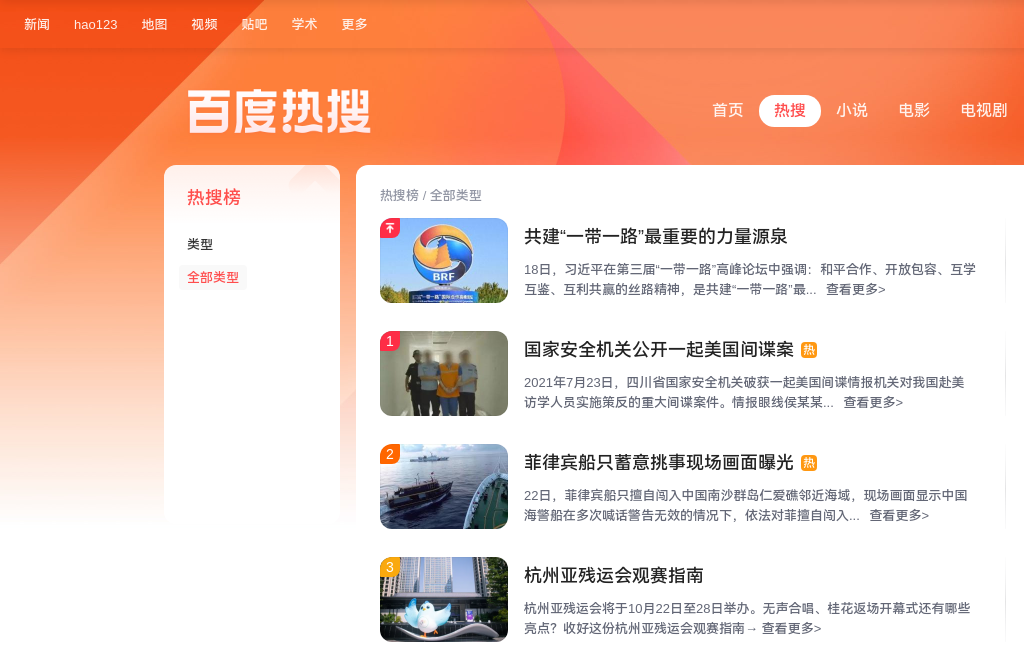 新闻 hao123 地图 视频 贴吧 学术 更多
百度热搜
首页 热搜 小说 电影 电视剧
热搜榜
类型
全部类型
热搜榜 / 全部类型
BRF
共建“一带一路”最重要的力量源泉
18日，习近平在第三届“一带一路”高峰论坛中强调：和平合作、开放包容、互学
互鉴、互利共赢的丝路精神，是共建“一带一路”最... 查看更多>
1
国家安全机关公开一起美国间谍案 热
2021年7月23日，四川省国家安全机关破获一起美国间谍情报机关对我国赴美
访学人员实施策反的重大间谍案件。情报眼线侯某某... 查看更多>
2
菲律宾船只蓄意挑事现场画面曝光 热
22日，菲律宾船只擅自闯入中国南沙群岛仁爱礁邻近海域，现场画面显示中国
海警船在多次喊话警告无效的情况下，依法对菲擅自闯入... 查看更多>
3
杭州亚残运会观赛指南
杭州亚残运会将于10月22日至28日举办。无声合唱、桂花返场开幕式还有哪些
亮点？收好这份杭州亚残运会观赛指南→ 查看更多>